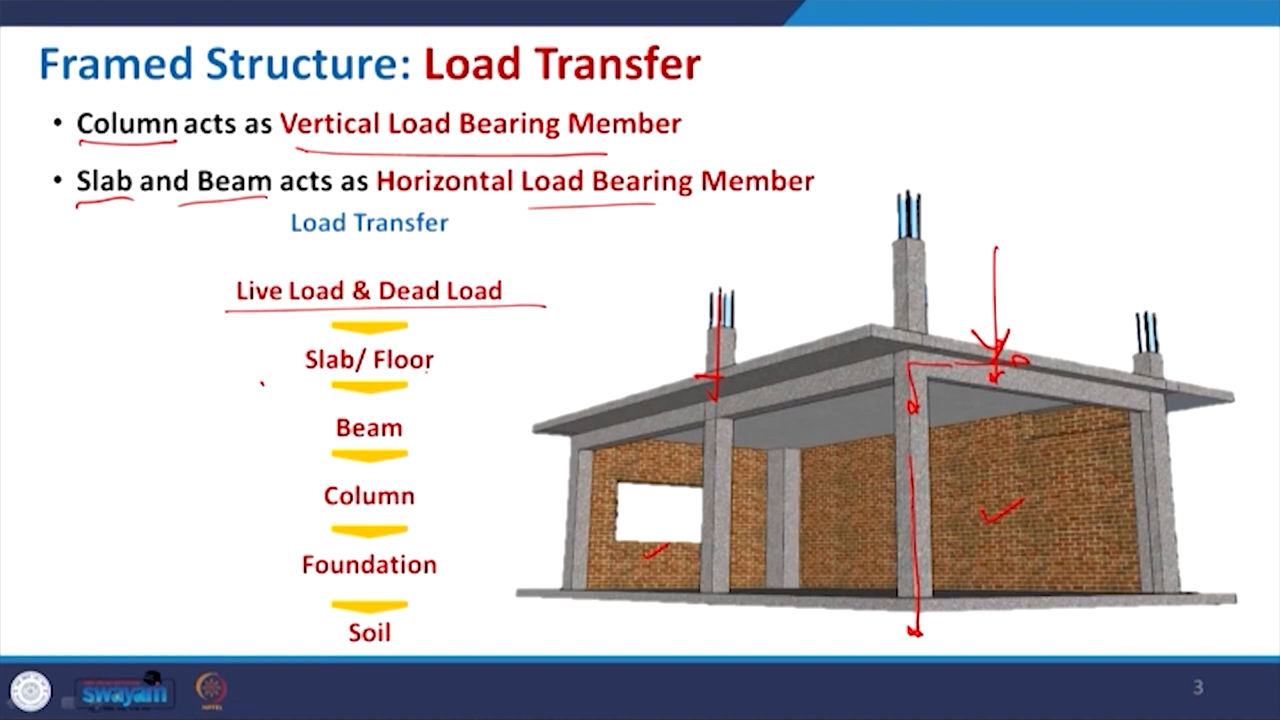 Framed Structure: Load Transfer
• Column acts as Vertical Load Bearing Member
• Slab and Beam acts as Horizontal Load Bearing Member
Load Transfer
Live Load & Dead Load
Slab/ Floor
Beam
Column
Foundation
Soil
swayam
3